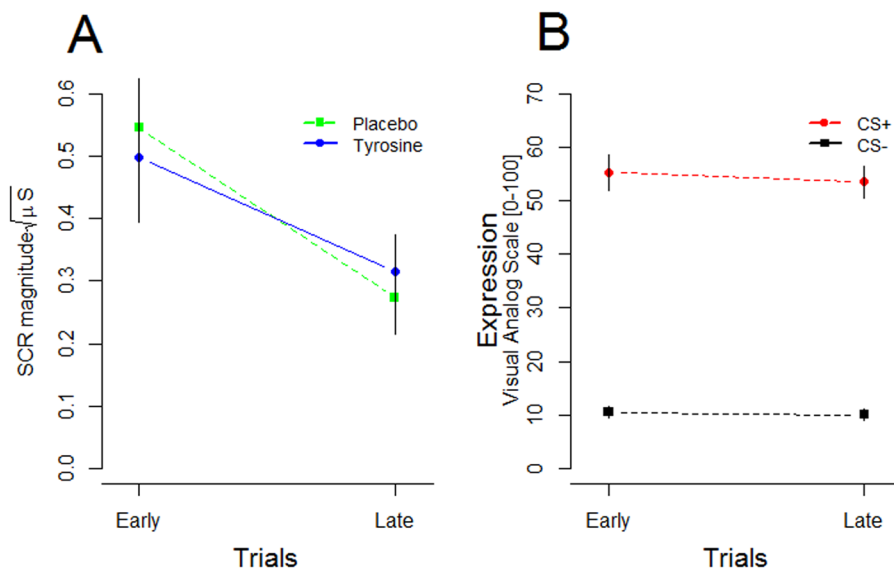 A
SCR magnitude √μ S
0.0
0.1
0.2
0.3
0.4
0.5
0.6
Placebo
Tyrosine
Early
Late
Trials
B
Expression
Visual Analog Scale [0-100]
0
10
20
30
40
50
60
70
CS+
CS-
Early
Late
Trials